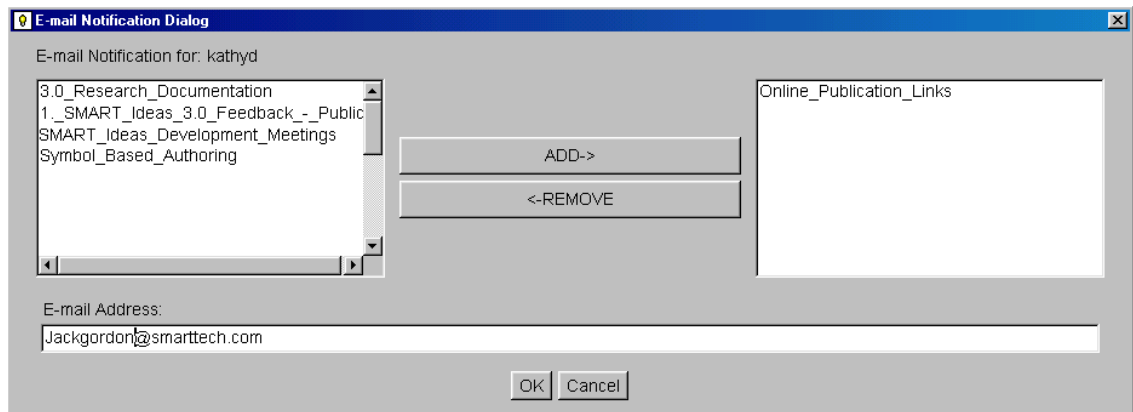 E-mail Notification Dialog
E-mail Notification for: kathyd
3.0_Research_Documentation
1._SMART_Ideas_3.0_Feedback_-_Public
SMART_Ideas_Development_Meetings
Symbol_Based_Authoring
ADD->
<-REMOVE
Online_Publication_Links
E-mail Address:
Jackgordon@smarttech.com
OK Cancel